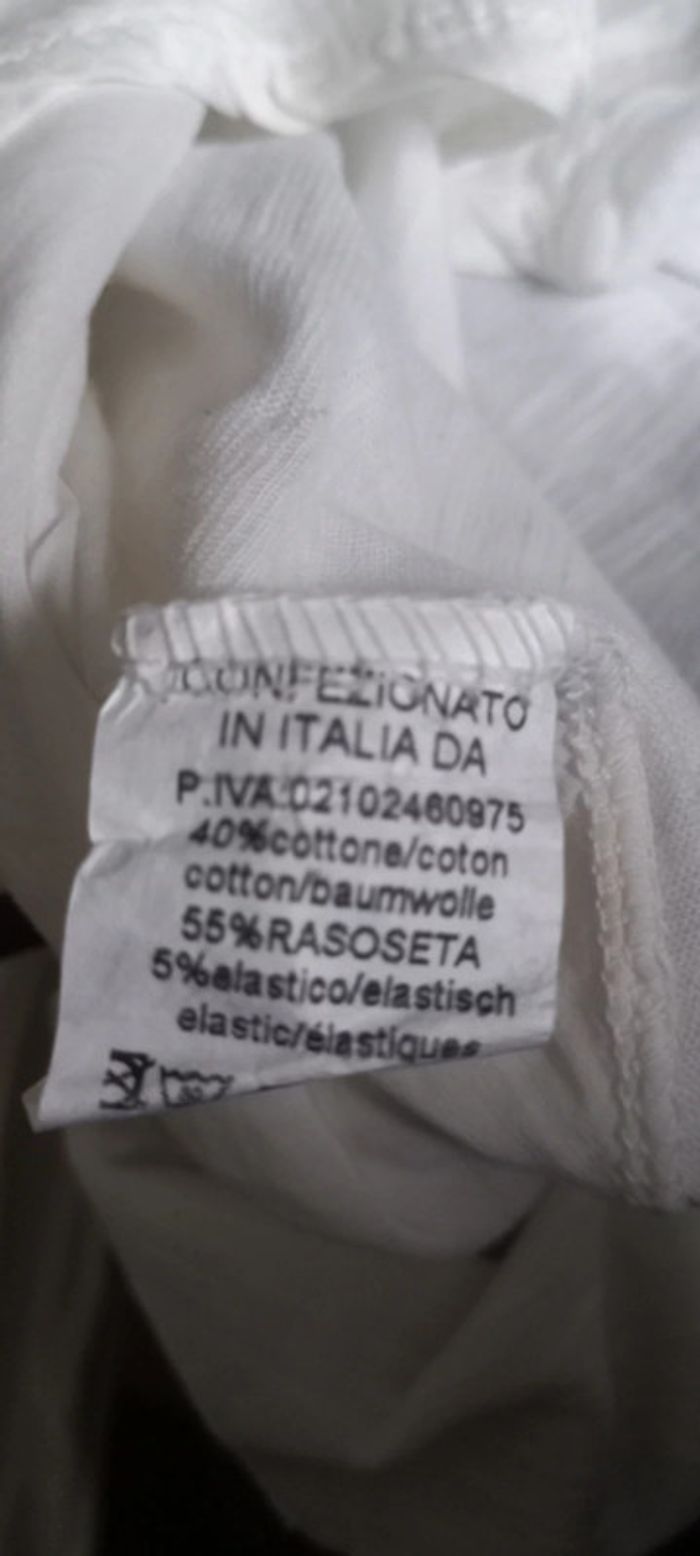 CONFEZiONATO
IN ITALIA DA
P.IVA:02102460975
40%cottone/coton
cotton/baumwolle
55%RASOSETA
5%elastico/elastisch
elastic/élastiques